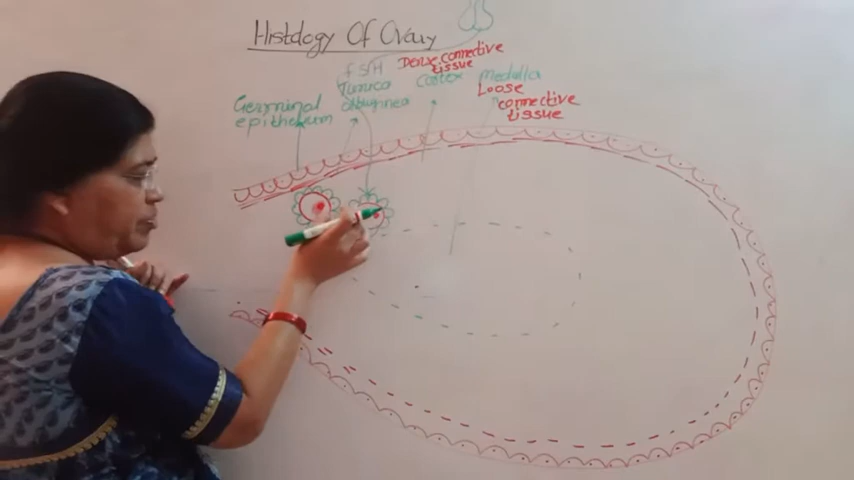 Histology Of Ovary
FSH
Dense connective
tissue
Tunica
albuginea
Cortex
Medulla
Loose
connective
tissue
Germinal
epithelium